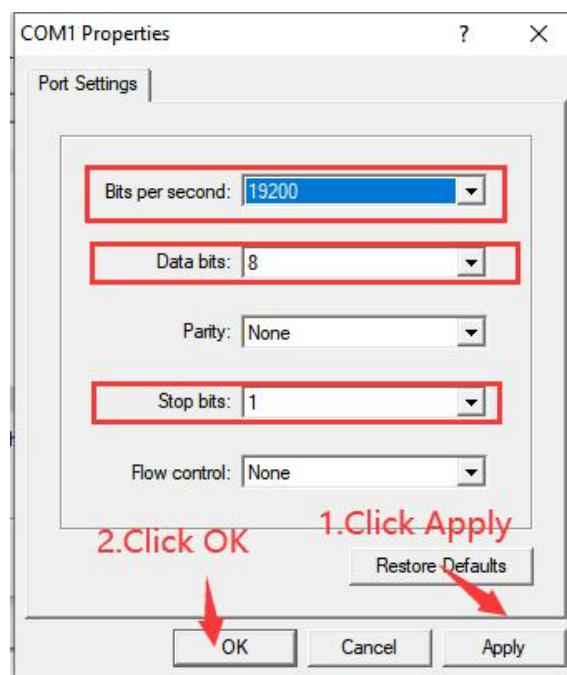 COM1 Properties ? X
Port Settings
Bits per second: 19200
Data bits: 8
Parity: None
Stop bits: 1
Flow control: None
2.Click OK
1.Click Apply
Restore Defaults
OK Cancel Apply